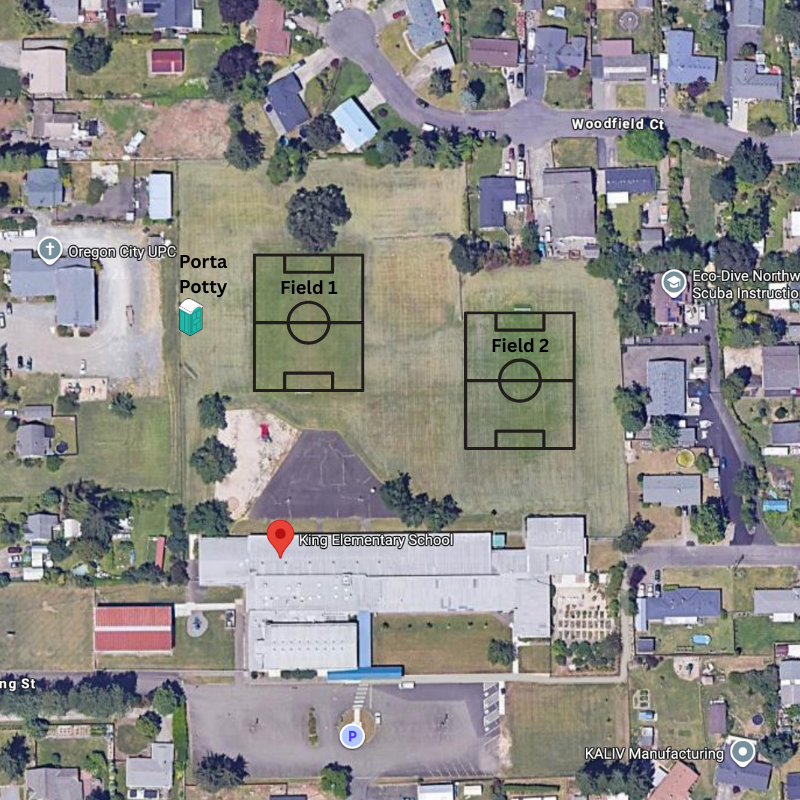 Woodfield Ct
Oregon City UPC
Porta
Potty
Field 1
Eco-Dive Northw
Scuba Instructio
Field 2
King Elementary School
ng St
P
KALIV Manufacturing